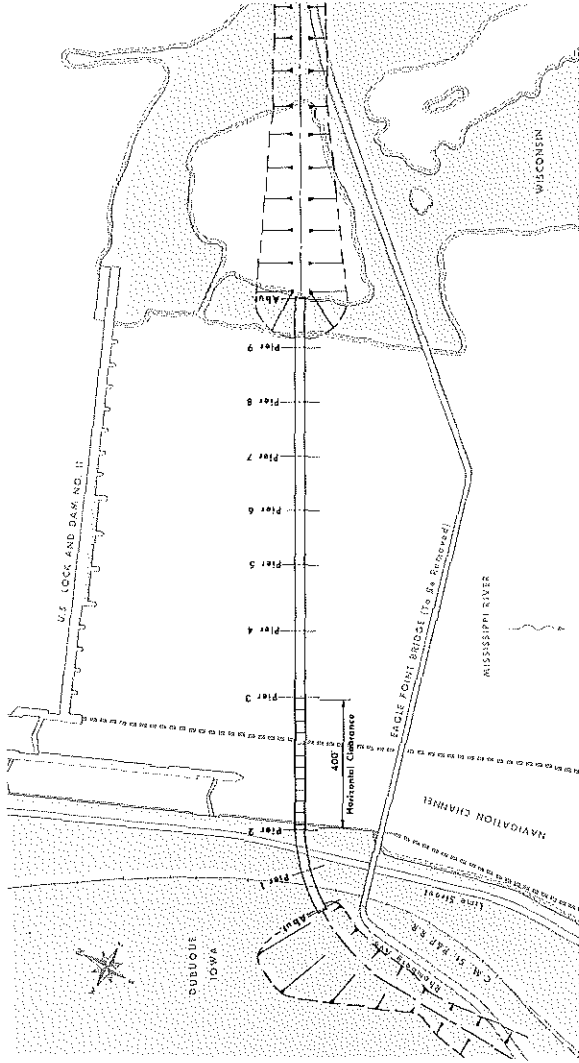 WISCONSIN
Abut.
Pier 9
Pier 8
Pier 7
Pier 6
Pier 5
Pier 4
Pier 3
Pier 2
Pier 1
Abut.
U.S. LOCK AND DAM NO. 11
EAGLE POINT BRIDGE (To Be Removed)
MISSISSIPPI RIVER
400'
Horizontal Clearance
NAVIGATION CHANNEL
Lime Street
C.M. St. P&P R.R.
Rhomberg Ave.
DUBUQUE
IOWA